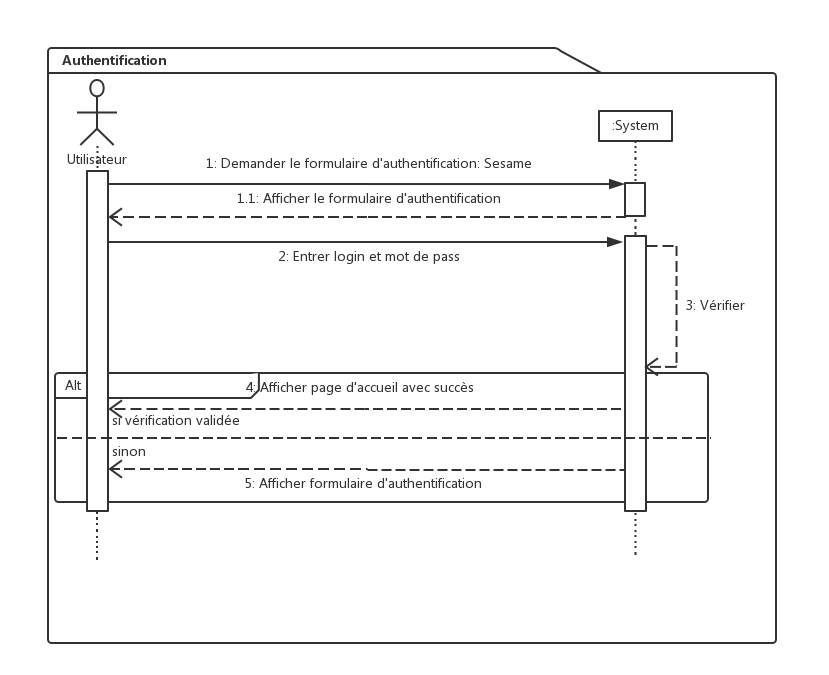 Authentification
:System
Utilisateur
1: Demander le formulaire d'authentification: Sesame
1.1: Afficher le formulaire d'authentification
2: Entrer login et mot de pass
3: Vérifier
Alt
4: Afficher page d'accueil avec succès
si vérification validée
sinon
5: Afficher formulaire d'authentification